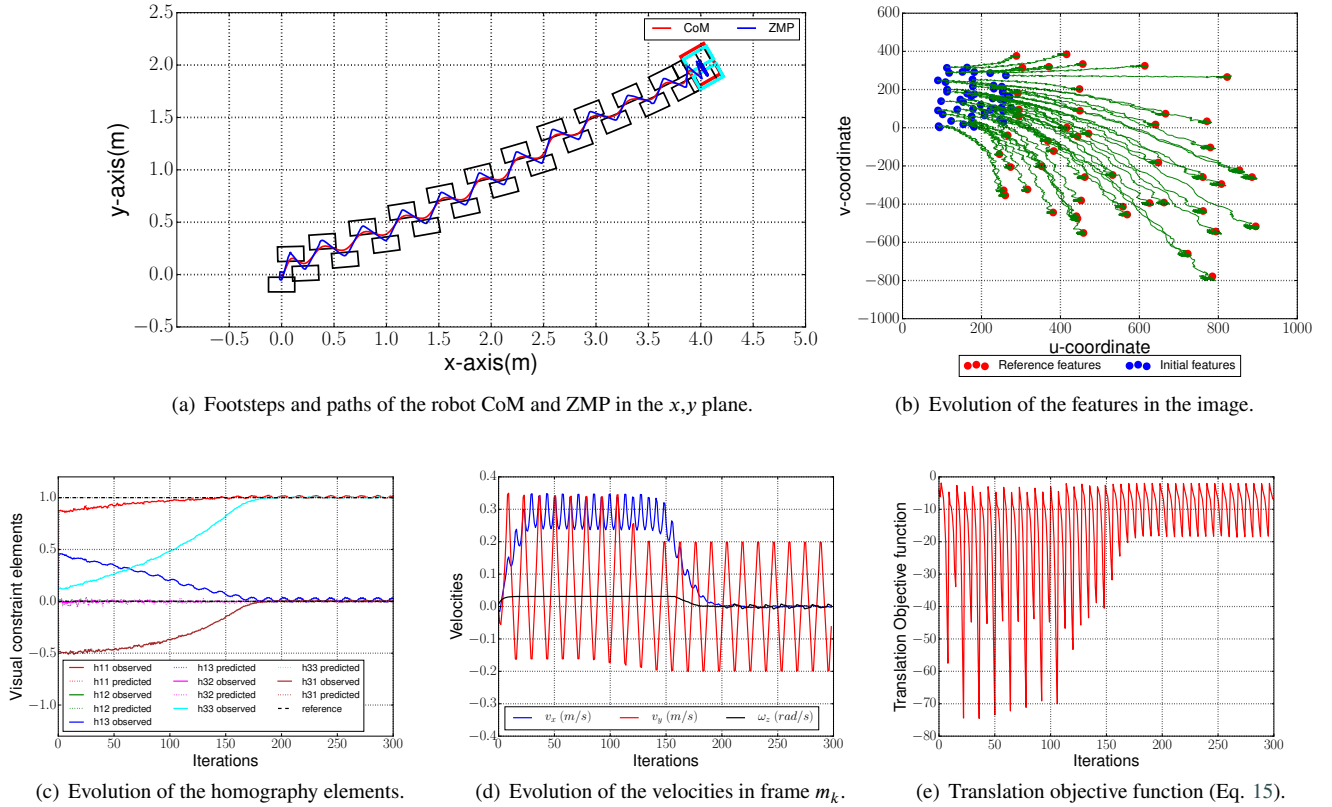 CoM ZMP
2.5
2.0
1.5
1.0
0.5
0.0
−0.5
y-axis(m)
−0.5 0.0 0.5 1.0 1.5 2.0 2.5 3.0 3.5 4.0 4.5 5.0
x-axis(m)
(a) Footsteps and paths of the robot CoM and ZMP in the x,y plane.
600
400
200
0
−200
−400
−600
−800
−1000
v-coordinate
0 200 400 600 800 1000
u-coordinate
Reference features Initial features
(b) Evolution of the features in the image.
1.0
0.5
0.0
−0.5
−1.0
Visual constraint elements
h11 observed h13 predicted h33 predicted
h11 predicted h32 observed h31 observed
h12 observed h32 predicted h31 predicted
h12 predicted h33 observed reference
h13 observed
0 50 100 150 200 250 300
Iterations
(c) Evolution of the homography elements.
0.4
0.3
0.2
0.1
0.0
−0.1
−0.2
−0.3
−0.4
Velocities
v_x (m/s) v_y (m/s) ω_z (rad/s)
0 50 100 150 200 250 300
Iterations
(d) Evolution of the velocities in frame m_k.
0
−10
−20
−30
−40
−50
−60
−70
−80
Translation Objective function
0 50 100 150 200 250 300
Iterations
(e) Translation objective function (Eq. 15).